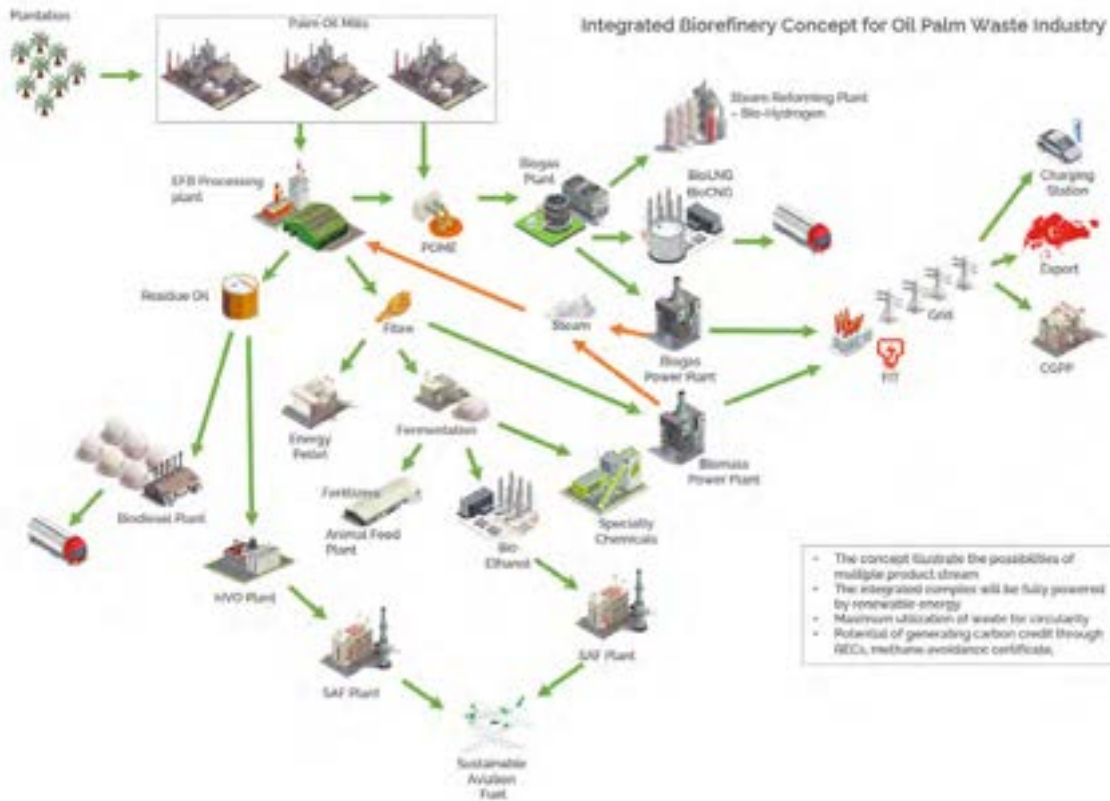 Plantation
Palm Oil Mills
Integrated Biorefinery Concept for Oil Palm Waste Industry
Steam Reforming Plant
- Bio-Hydrogen
Biogas
Plant
BioLNG
BioCNG
Charging
Station
EFB Processing
plant
POME
Export
Residue Oil
Fibre
Steam
Grid
Biogas
Power Plant
FIT
CGPP
Energy
Pellet
Fermentation
Biomass
Power Plant
Fertilizers
Biodiesel Plant
Animal Feed
Plant
Bio
Ethanol
Specialty
Chemicals
HVO Plant
SAF Plant
SAF Plant
Sustainable
Aviation
Fuel
• The concept illustrate the possibilities of
multiple product stream
• The integrated complex will be fully powered
by renewable energy
• Maximum utilization of waste for circularity
• Potential of generating carbon credit through
RECs, methane avoidance certificate,